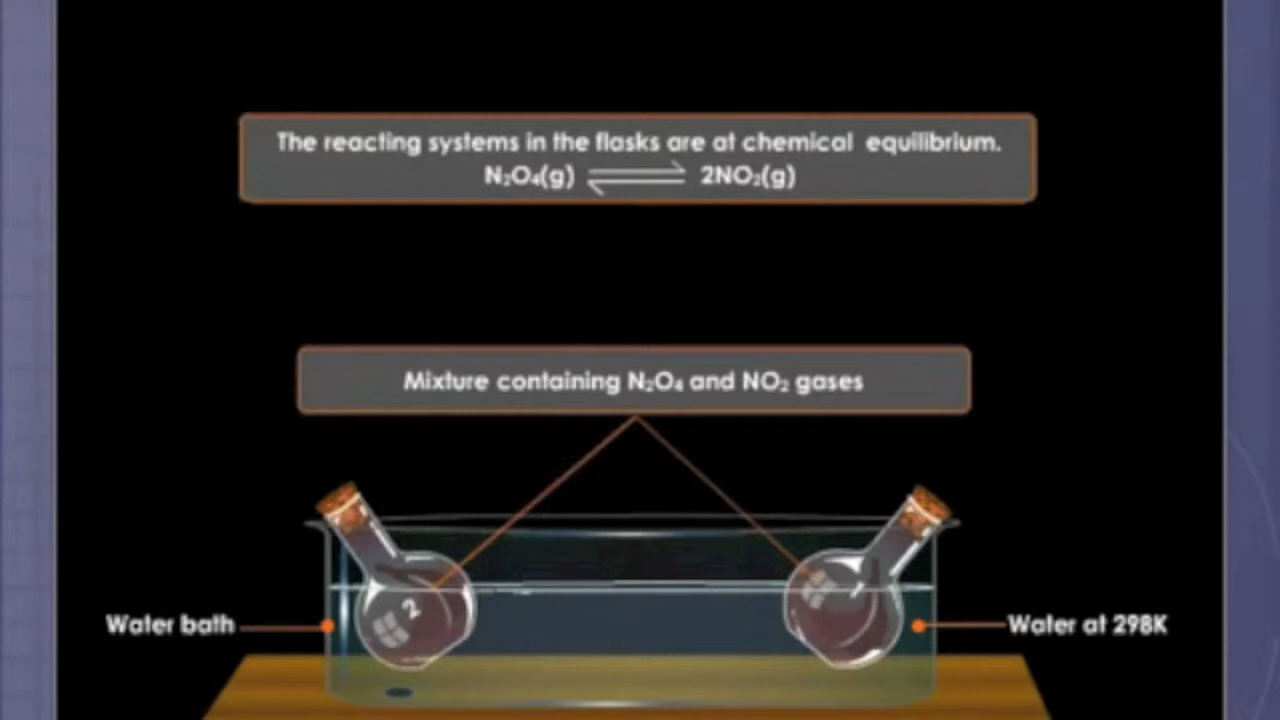 The reacting systems in the flasks are at chemical equilibrium.
N₂O₄(g) ⇌ 2NO₂(g)
Mixture containing N₂O₄ and NO₂ gases
2
Water bath
Water at 298K